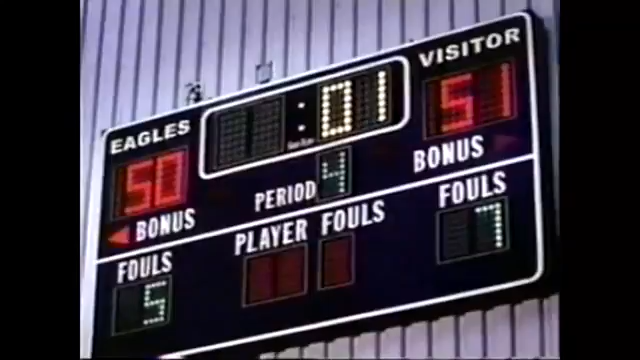 VISITOR
EAGLES
:01
51
50
PERIOD 4
BONUS
BONUS
PLAYER FOULS
FOULS
7
FOULS
5